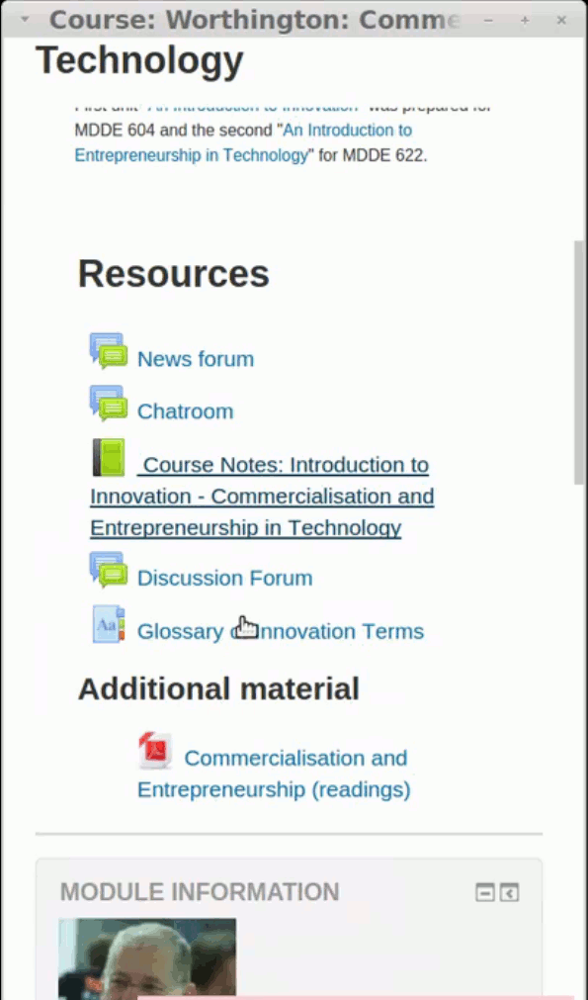 Course: Worthington: Comme
Technology
First unit "An Introduction to Innovation" was prepared for
MDDE 604 and the second "An Introduction to
Entrepreneurship in Technology" for MDDE 622.
Resources
News forum
Chatroom
Course Notes: Introduction to
Innovation - Commercialisation and
Entrepreneurship in Technology
Discussion Forum
Aa
Glossary Innovation Terms
Additional material
Commercialisation and
Entrepreneurship (readings)
MODULE INFORMATION